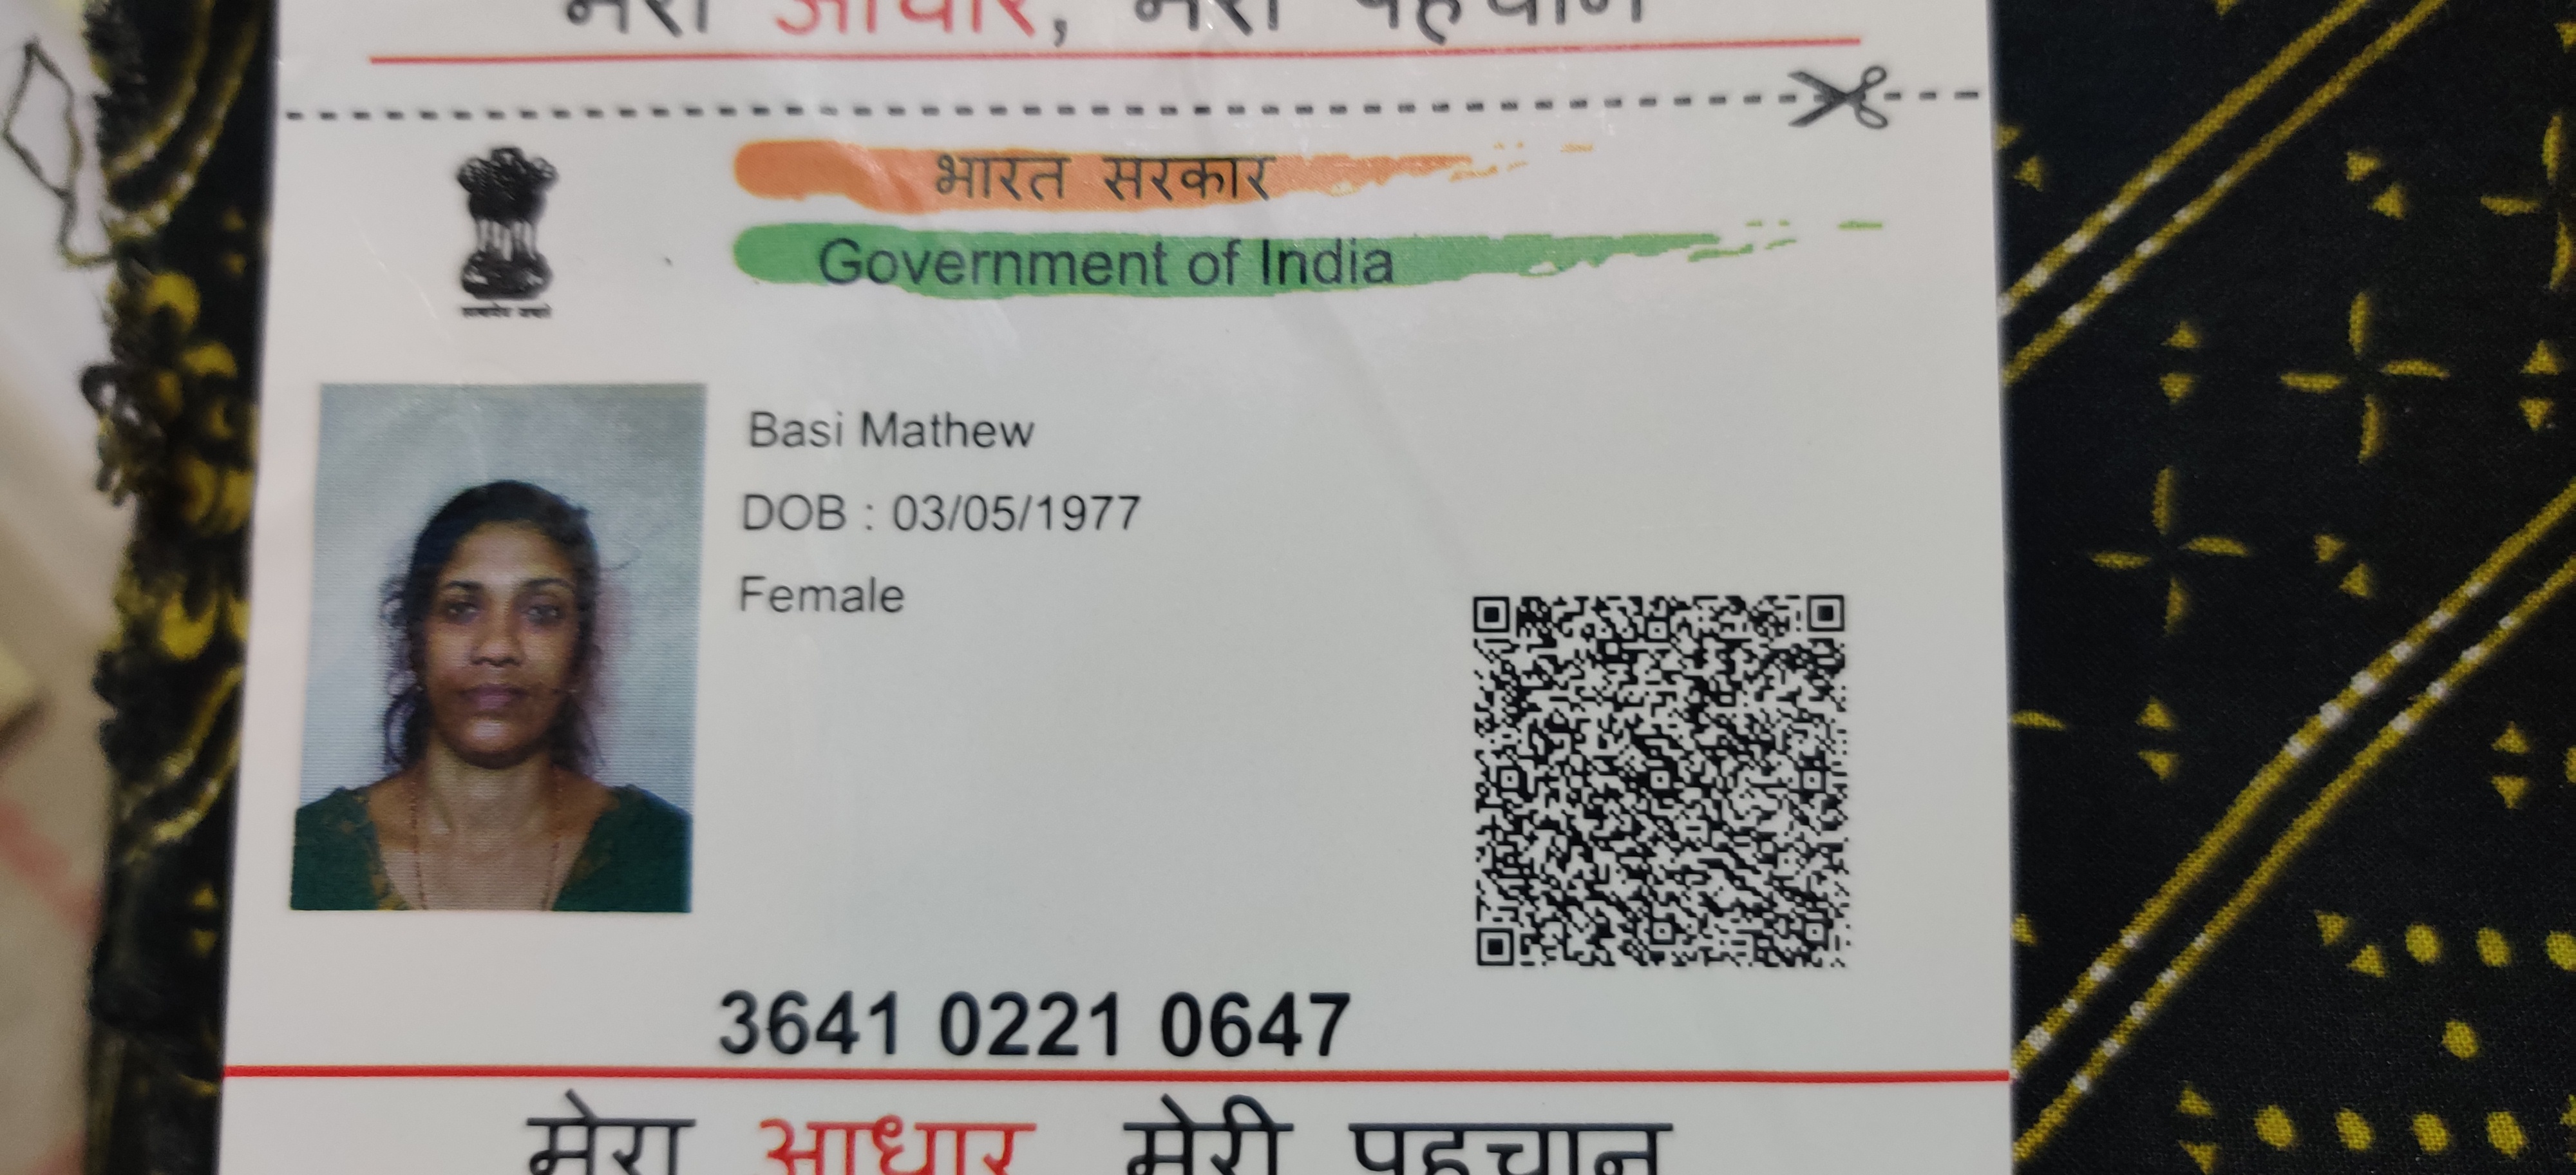 मेरा आधार, मेरी पहचान
भारत सरकार
Government of India
Basi Mathew
DOB : 03/05/1977
Female
3641 0221 0647
मेरा आधार मेरी पहचान